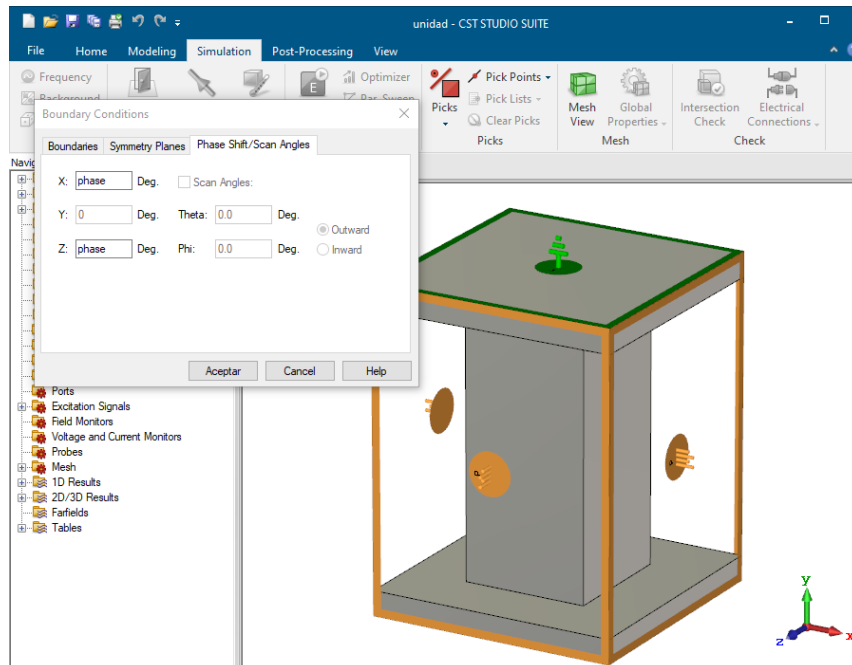 unidad - CST STUDIO SUITE
File Home Modeling Simulation Post-Processing View
Frequency
Background
E
Optimizer
Par. Sweep
Picks
Pick Points
Pick Lists
Clear Picks
Picks
Mesh View
Global Properties
Mesh
Intersection Check
Electrical Connections
Check
Boundary Conditions
Boundaries Symmetry Planes Phase Shift/Scan Angles
X: phase Deg. Scan Angles:
Y: 0 Deg. Theta: 0.0 Deg.
Outward
Z: phase Deg. Phi: 0.0 Deg. Inward
Aceptar Cancel Help
Navig
Ports
Excitation Signals
Field Monitors
Voltage and Current Monitors
Probes
Mesh
1D Results
2D/3D Results
Farfields
Tables
y
z x